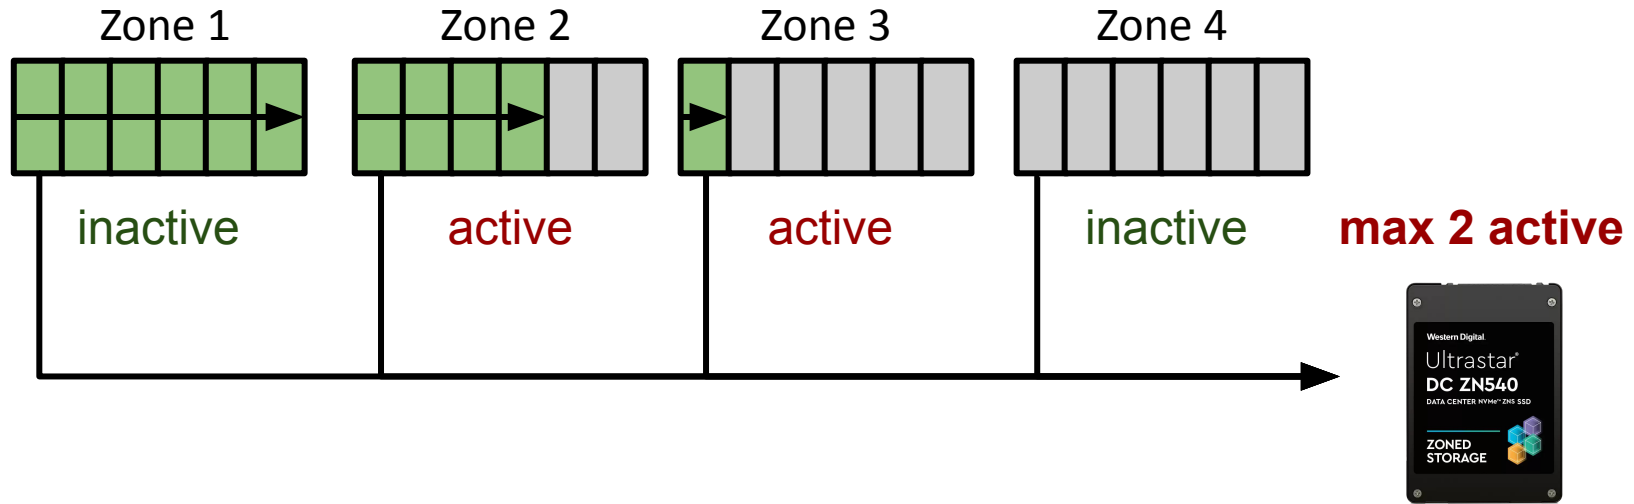 Zone 1
Zone 2
Zone 3
Zone 4
inactive
active
active
inactive
max 2 active
Western Digital.
Ultrastar®
DC ZN540
DATA CENTER NVMe™ ZNS SSD
ZONED
STORAGE